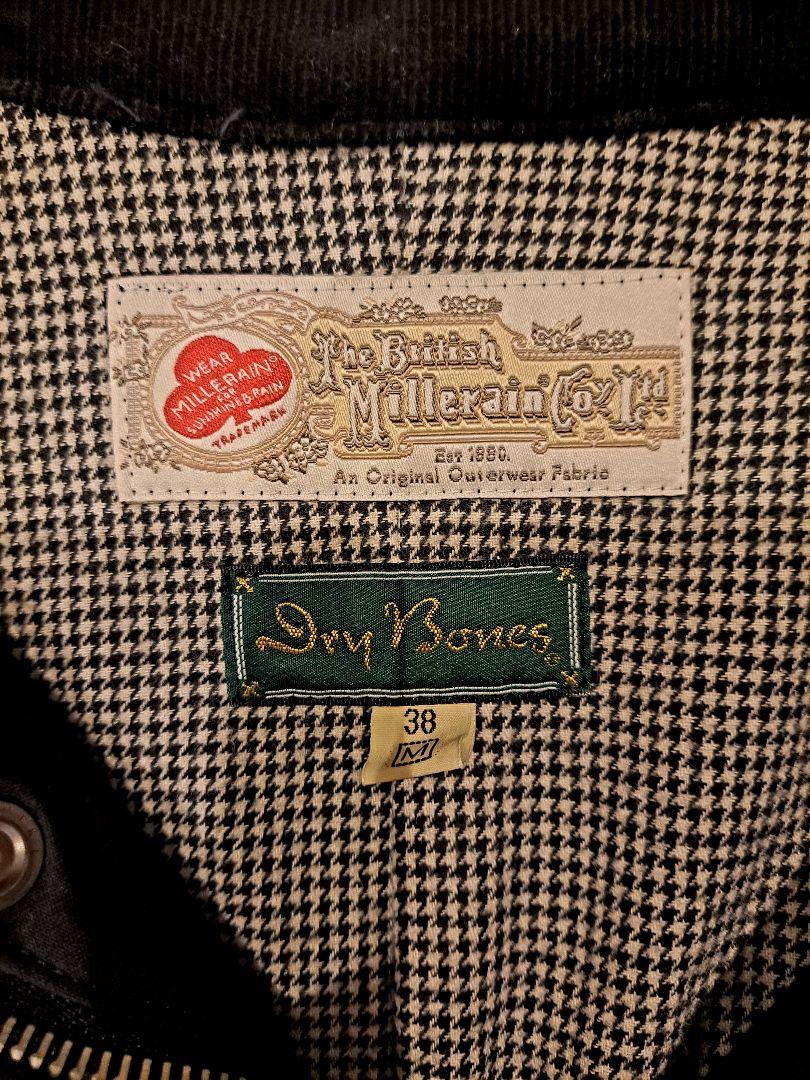 WEAR
MILLERAIN®
FOR
SUNSHINE & RAIN
TRADEMARK
The British
Millerain® Co Ltd
Est 1880.
An Original Outerwear Fabric
Dry Bones®
38
M